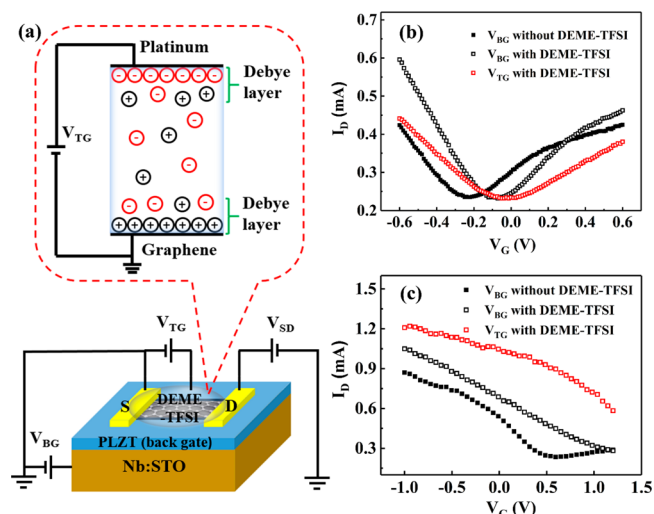 (a)
Platinum
Debye
layer
V_TG
Debye
layer
Graphene
V_TG
V_SD
S
DEME
-TFSI
D
V_BG
PLZT (back gate)
Nb:STO
(b)
V_BG without DEME-TFSI
V_BG with DEME-TFSI
V_TG with DEME-TFSI
I_D (mA)
0.7
0.6
0.5
0.4
0.3
0.2
-0.6 -0.4 -0.2 0.0 0.2 0.4 0.6
V_G (V)
(c)
V_BG without DEME-TFSI
V_BG with DEME-TFSI
V_TG with DEME-TFSI
I_D (mA)
1.5
1.2
0.9
0.6
0.3
-1.0 -0.5 0.0 0.5 1.0 1.5
V_G (V)